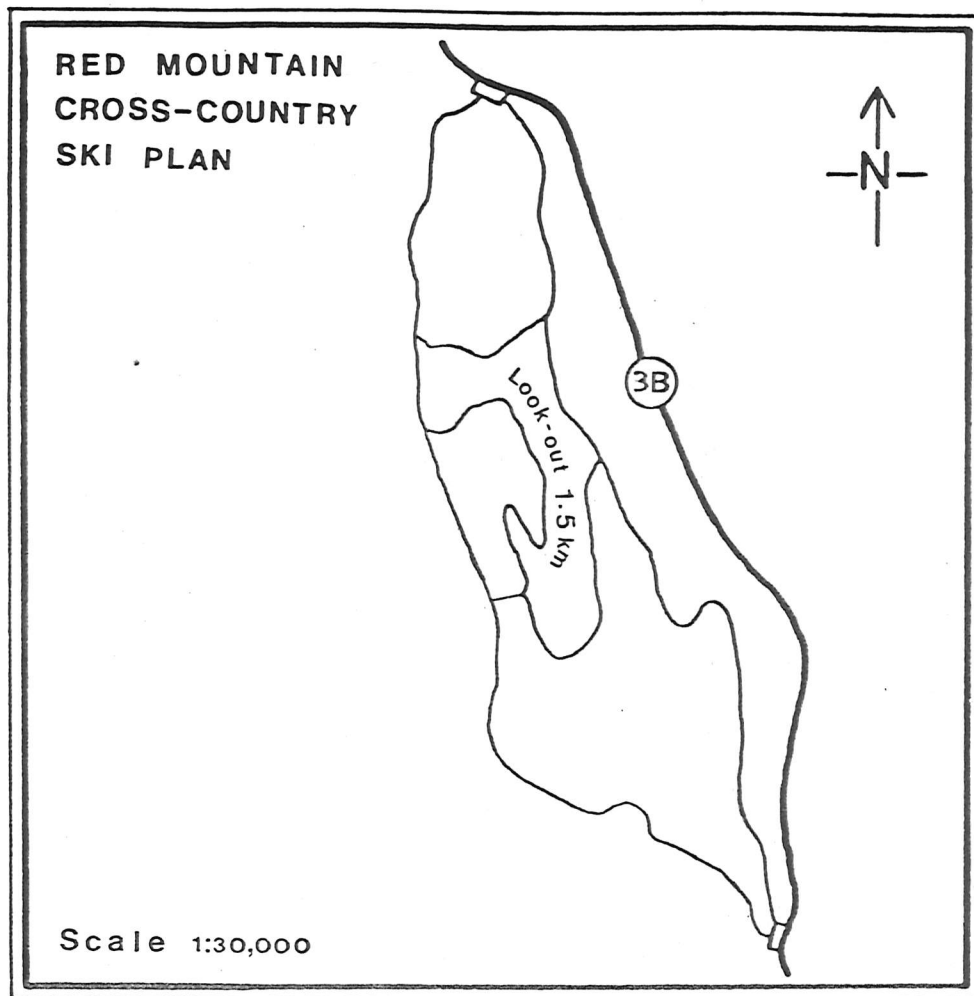 RED MOUNTAIN
CROSS-COUNTRY
SKI PLAN
N
3B
Look-out 1.5 km
Scale 1:30,000